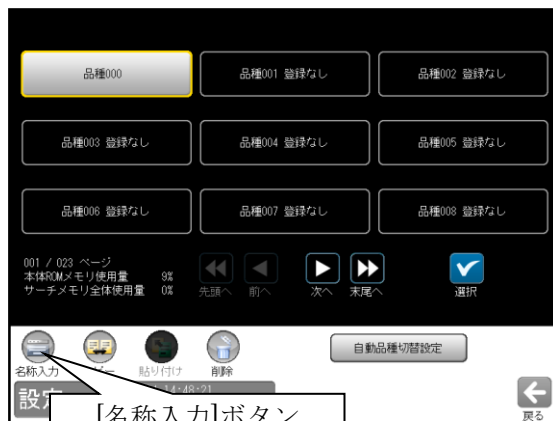 品種000
品種001 登録なし
品種002 登録なし
品種003 登録なし
品種004 登録なし
品種005 登録なし
品種006 登録なし
品種007 登録なし
品種008 登録なし
001 / 023 ページ
本体ROMメモリ使用量 9%
サーチメモリ全体使用量 0%
先頭へ 前へ 次へ 末尾へ 選択
自動品種切替設定
名称入力 ピー 貼り付け 削除
設 14:48:21
[名称入力]ボタン
戻る